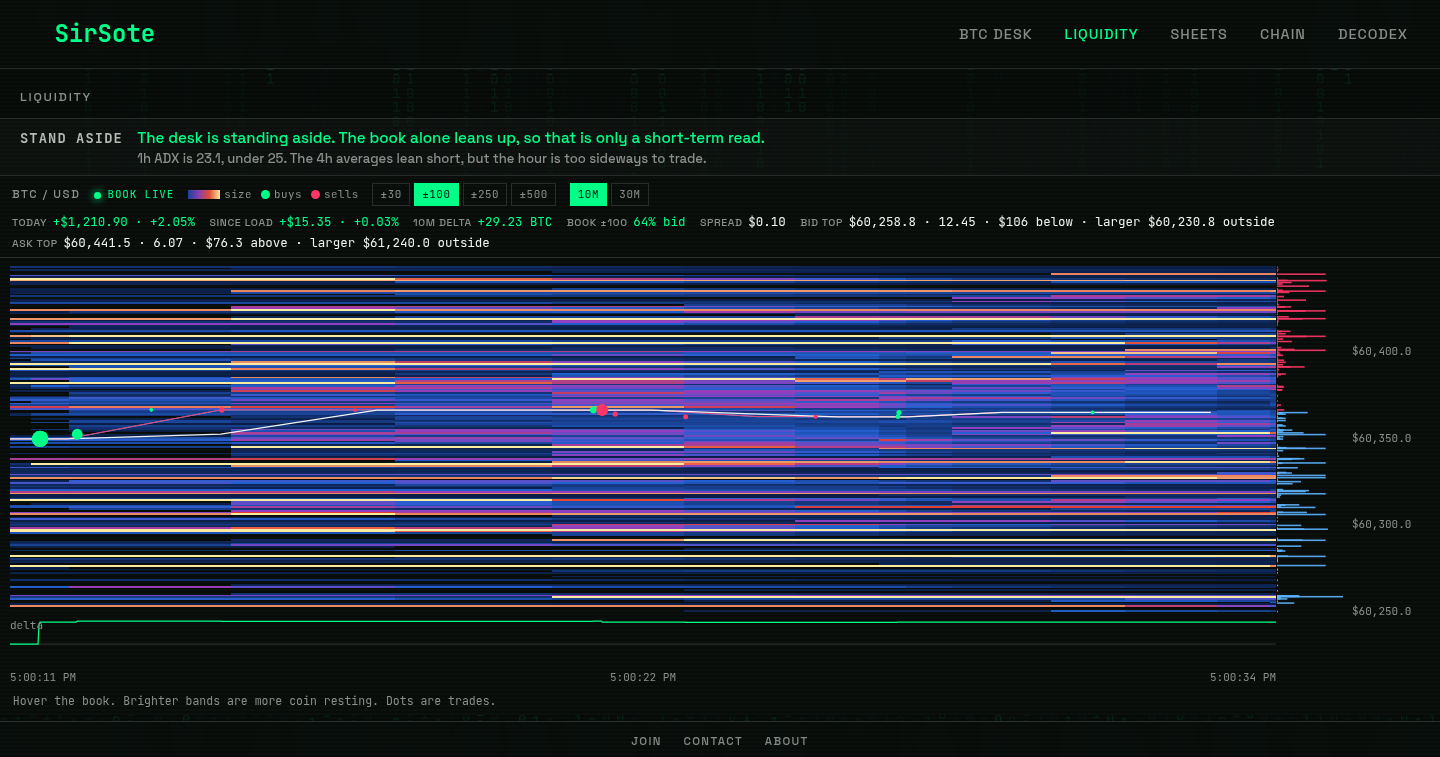 SirSote
BTC DESK LIQUIDITY SHEETS CHAIN DECODEX
LIQUIDITY
STAND ASIDE The desk is standing aside. The book alone leans up, so that is only a short-term read.
1h ADX is 23.1, under 25. The 4h averages lean short, but the hour is too sideways to trade.
BTC / USD BOOK LIVE size buys sells ±30 ±100 ±250 ±500 10M 30M
TODAY +$1,210.90 · +2.05% SINCE LOAD +$15.35 · +0.03% 10M DELTA +29.23 BTC BOOK ±100 64% bid SPREAD $0.10 BID TOP $60,258.8 · 12.45 · $106 below · larger $60,230.8 outside
ASK TOP $60,441.5 · 6.07 · $76.3 above · larger $61,240.0 outside
$60,400.0
$60,350.0
$60,300.0
$60,250.0
delta
5:00:11 PM 5:00:22 PM 5:00:34 PM
Hover the book. Brighter bands are more coin resting. Dots are trades.
JOIN CONTACT ABOUT